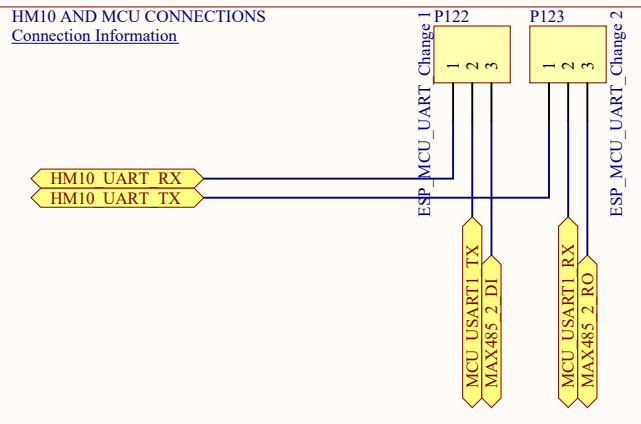 HM10 AND MCU CONNECTIONS
Connection Information
P122
P123
ESP_MCU_UART_Change 1
ESP_MCU_UART_Change 2
1
2
3
1
2
3
HM10_UART_RX
HM10_UART_TX
MCU_USART1_TX
MAX485_2_DI
MCU_USART1_RX
MAX485_2_RO